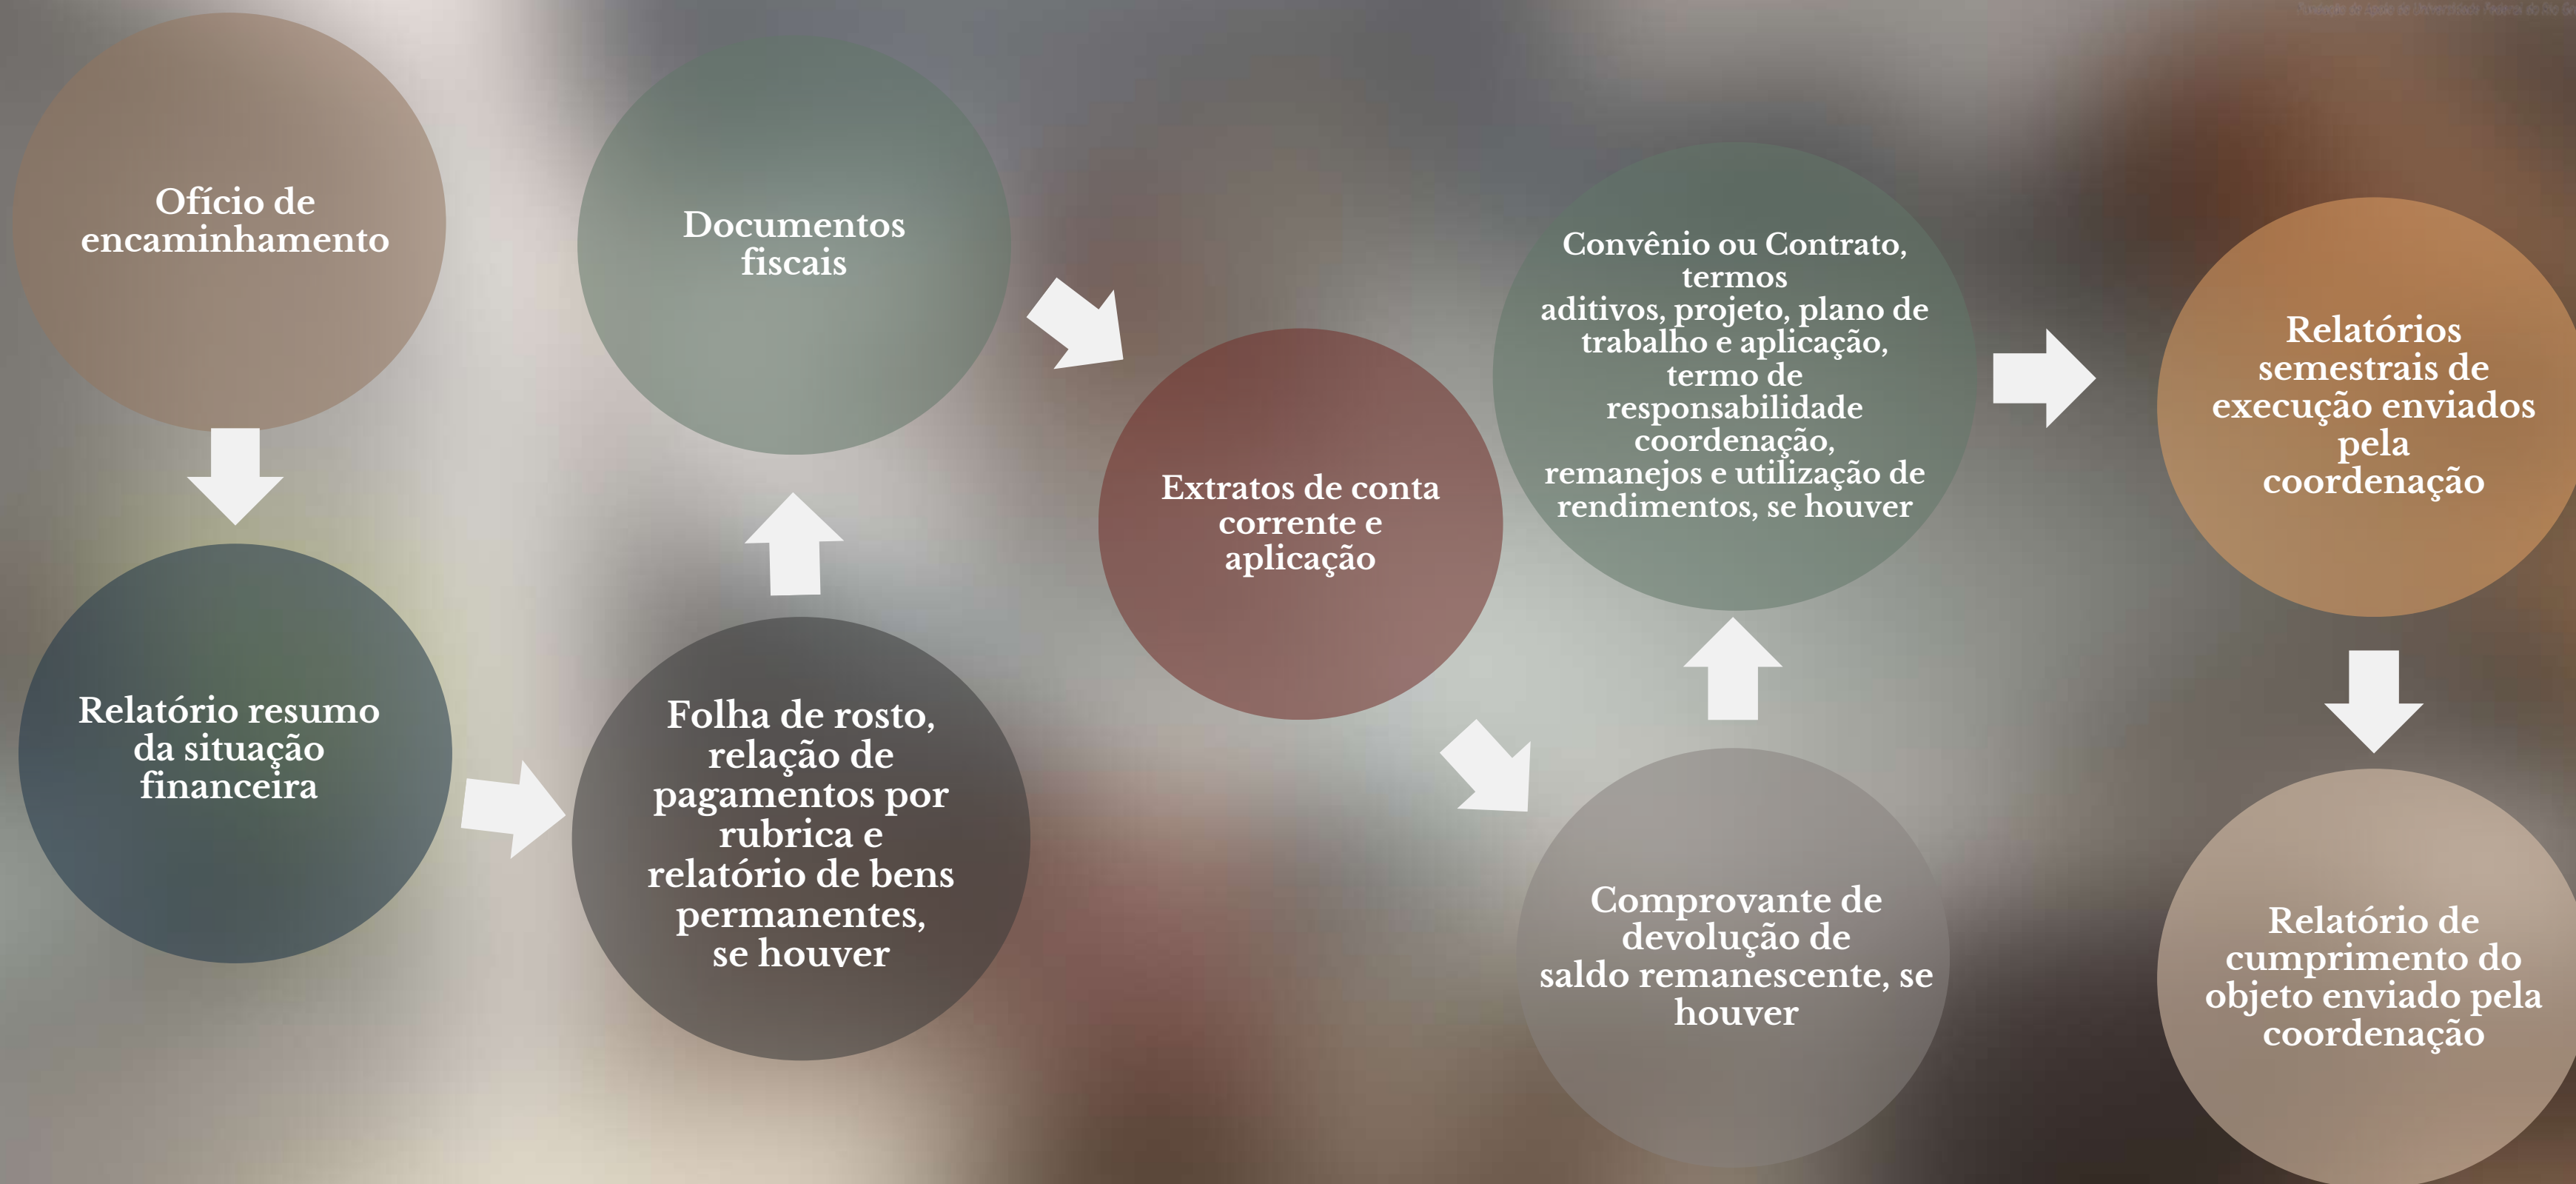 Ofício de
encaminhamento
Relatório resumo
da situação
financeira
Folha de rosto,
relação de
pagamentos por
rubrica e
relatório de bens
permanentes,
se houver
Documentos
fiscais
Extratos de conta
corrente e
aplicação
Comprovante de
devolução de
saldo remanescente, se
houver
Convênio ou Contrato,
termos
aditivos, projeto, plano de
trabalho e aplicação,
termo de
responsabilidade
coordenação,
remanejos e utilização de
rendimentos, se houver
Relatórios
semestrais de
execução enviados
pela
coordenação
Relatório de
cumprimento do
objeto enviado pela
coordenação